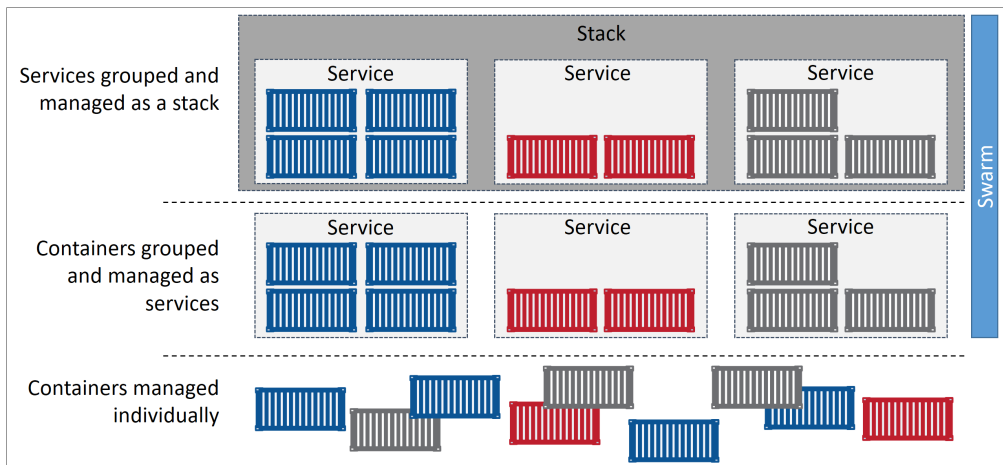 Stack
Services grouped and
managed as a stack
Service
Service
Service
Swarm
Containers grouped
and managed as
services
Service
Service
Service
Containers managed
individually